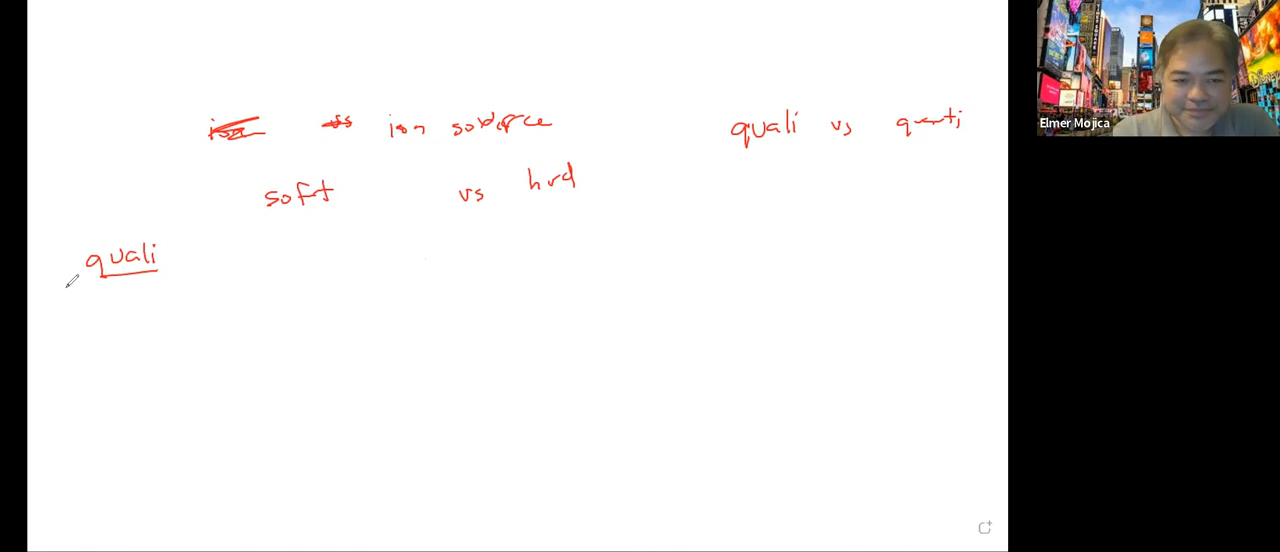 ion source
quali vs quanti
soft vs hrd
quali
Elmer Mojica